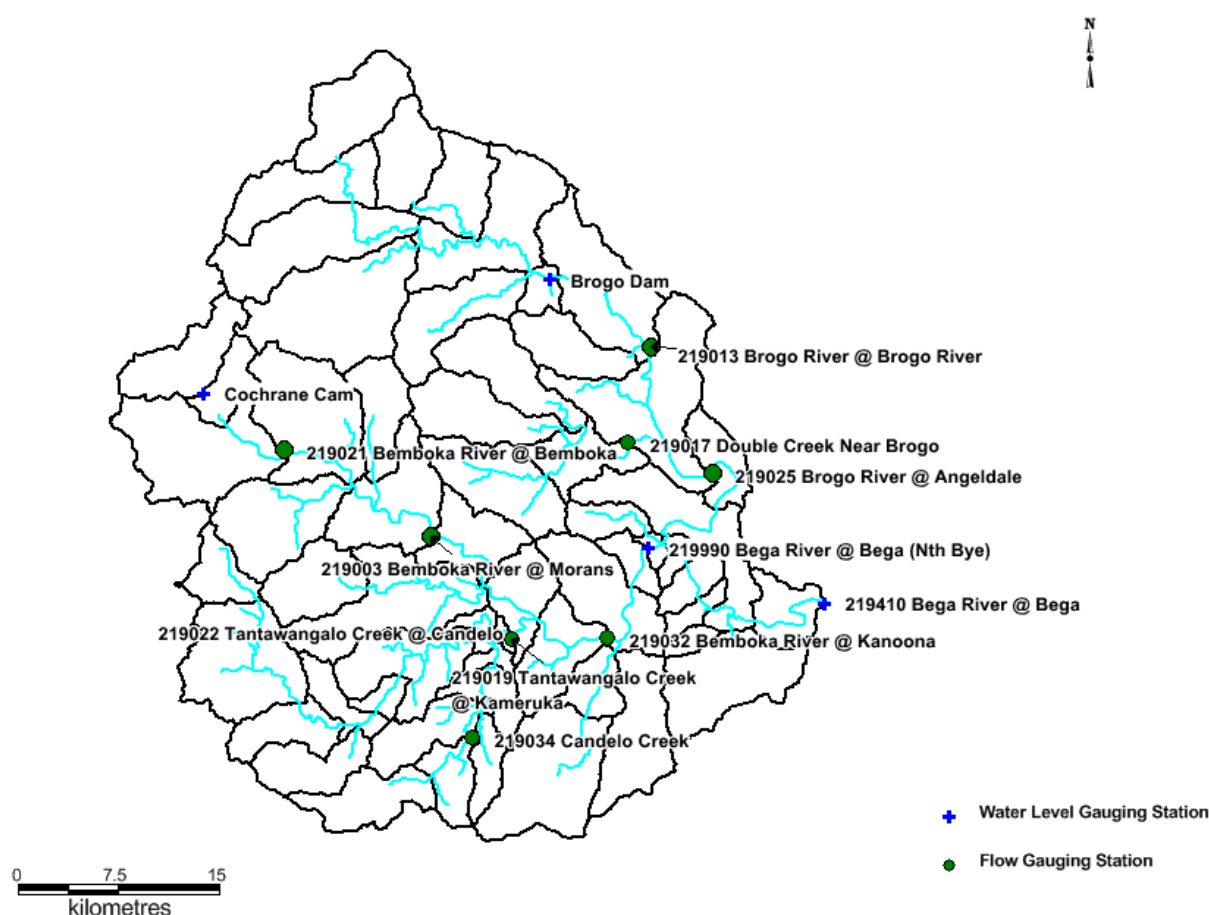 N
Brogo Dam
219013 Brogo River @ Brogo River
Cochrane Cam
219021 Bemboka River @ Bemboka
219017 Double Creek Near Brogo
219025 Brogo River @ Angeldale
219990 Bega River @ Bega (Nth Bye)
219003 Bemboka River @ Morans
219410 Bega River @ Bega
219022 Tantawangalo Creek @ Candelo
219032 Bemboka River @ Kanoona
219019 Tantawangalo Creek
@ Kameruka
219034 Candelo Creek
Water Level Gauging Station
Flow Gauging Station
0 7.5 15
kilometres